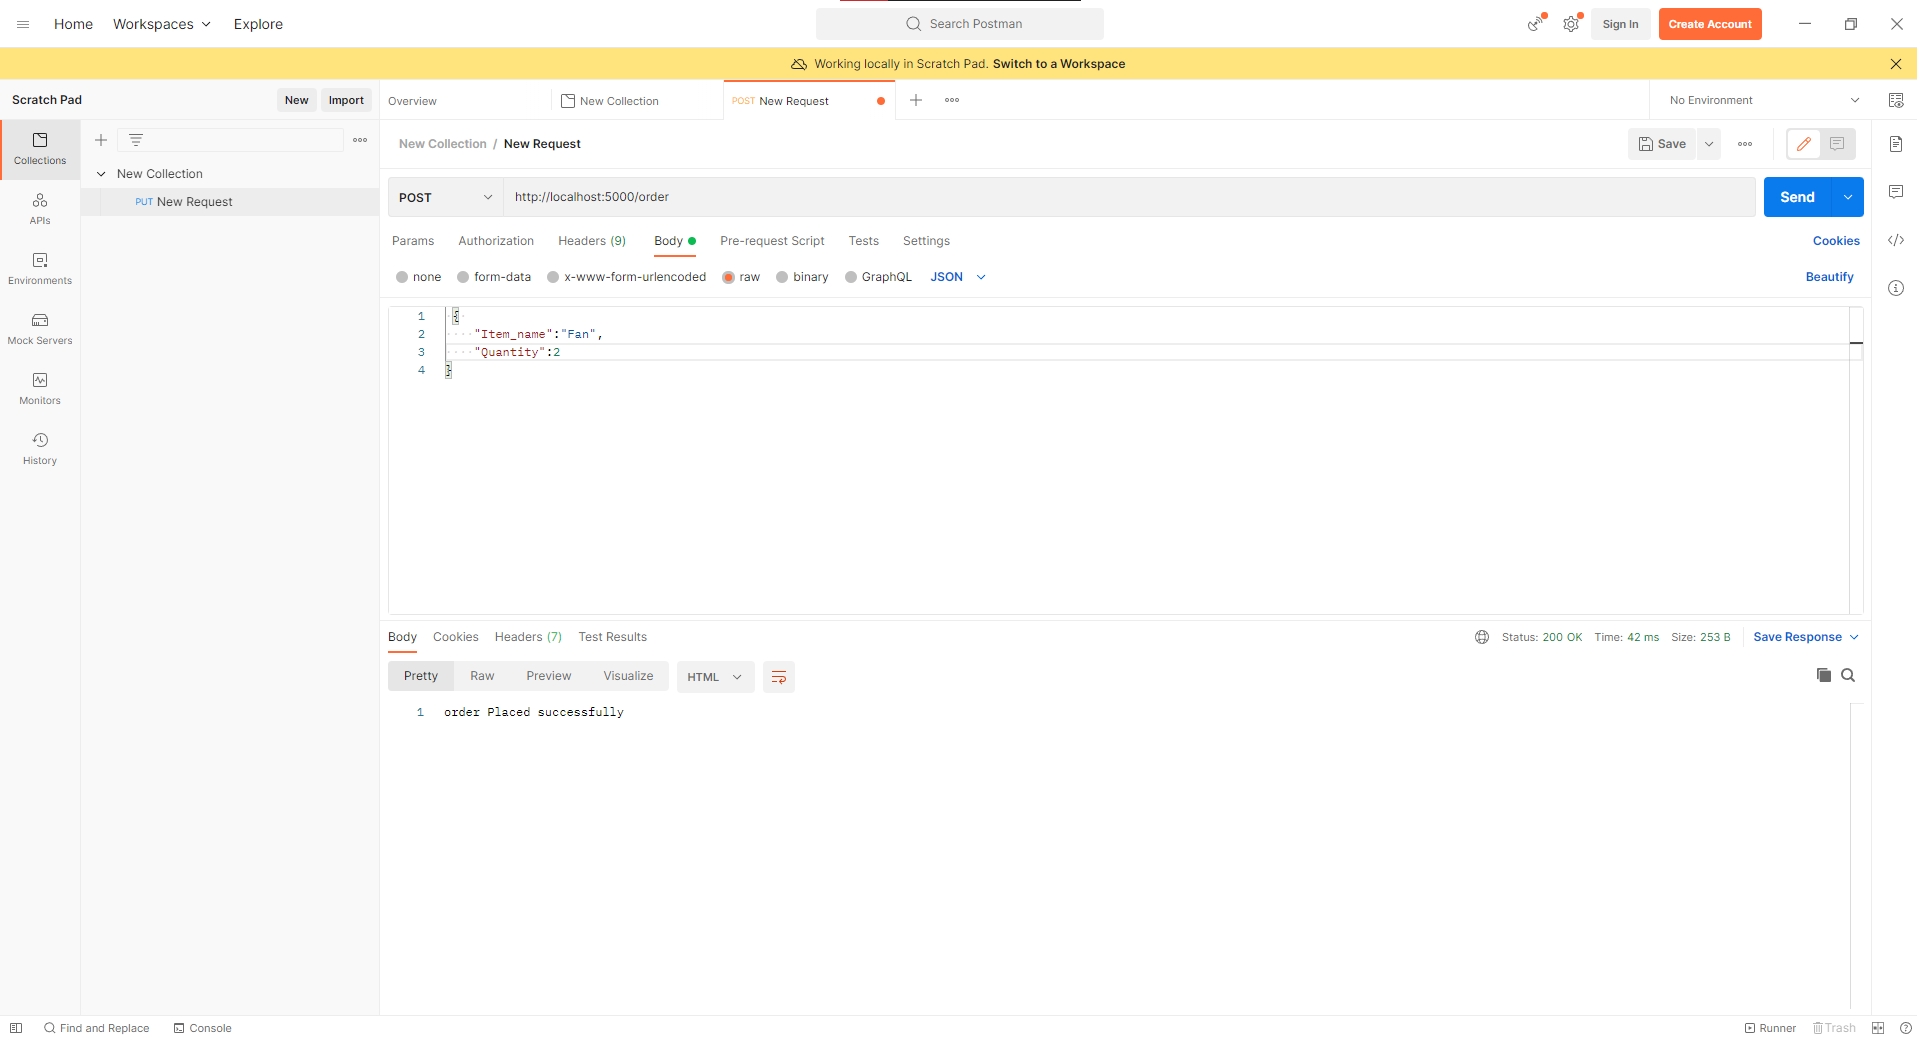 Home Workspaces Explore Search Postman Sign In Create Account
Working locally in Scratch Pad. Switch to a Workspace
Scratch Pad New Import Overview New Collection POST New Request No Environment
New Collection / New Request Save
Collections
New Collection
PUT New Request
APIs
Environments
Mock Servers
Monitors
History
POST http://localhost:5000/order Send
Params Authorization Headers (9) Body Pre-request Script Tests Settings Cookies
none form-data x-www-form-urlencoded raw binary GraphQL JSON Beautify
1 {
2 "Item_name":"Fan",
3 "Quantity":2
4 }
Body Cookies Headers (7) Test Results Status: 200 OK Time: 42 ms Size: 253 B Save Response
Pretty Raw Preview Visualize HTML
1 order Placed successfully
Find and Replace Console Runner Trash